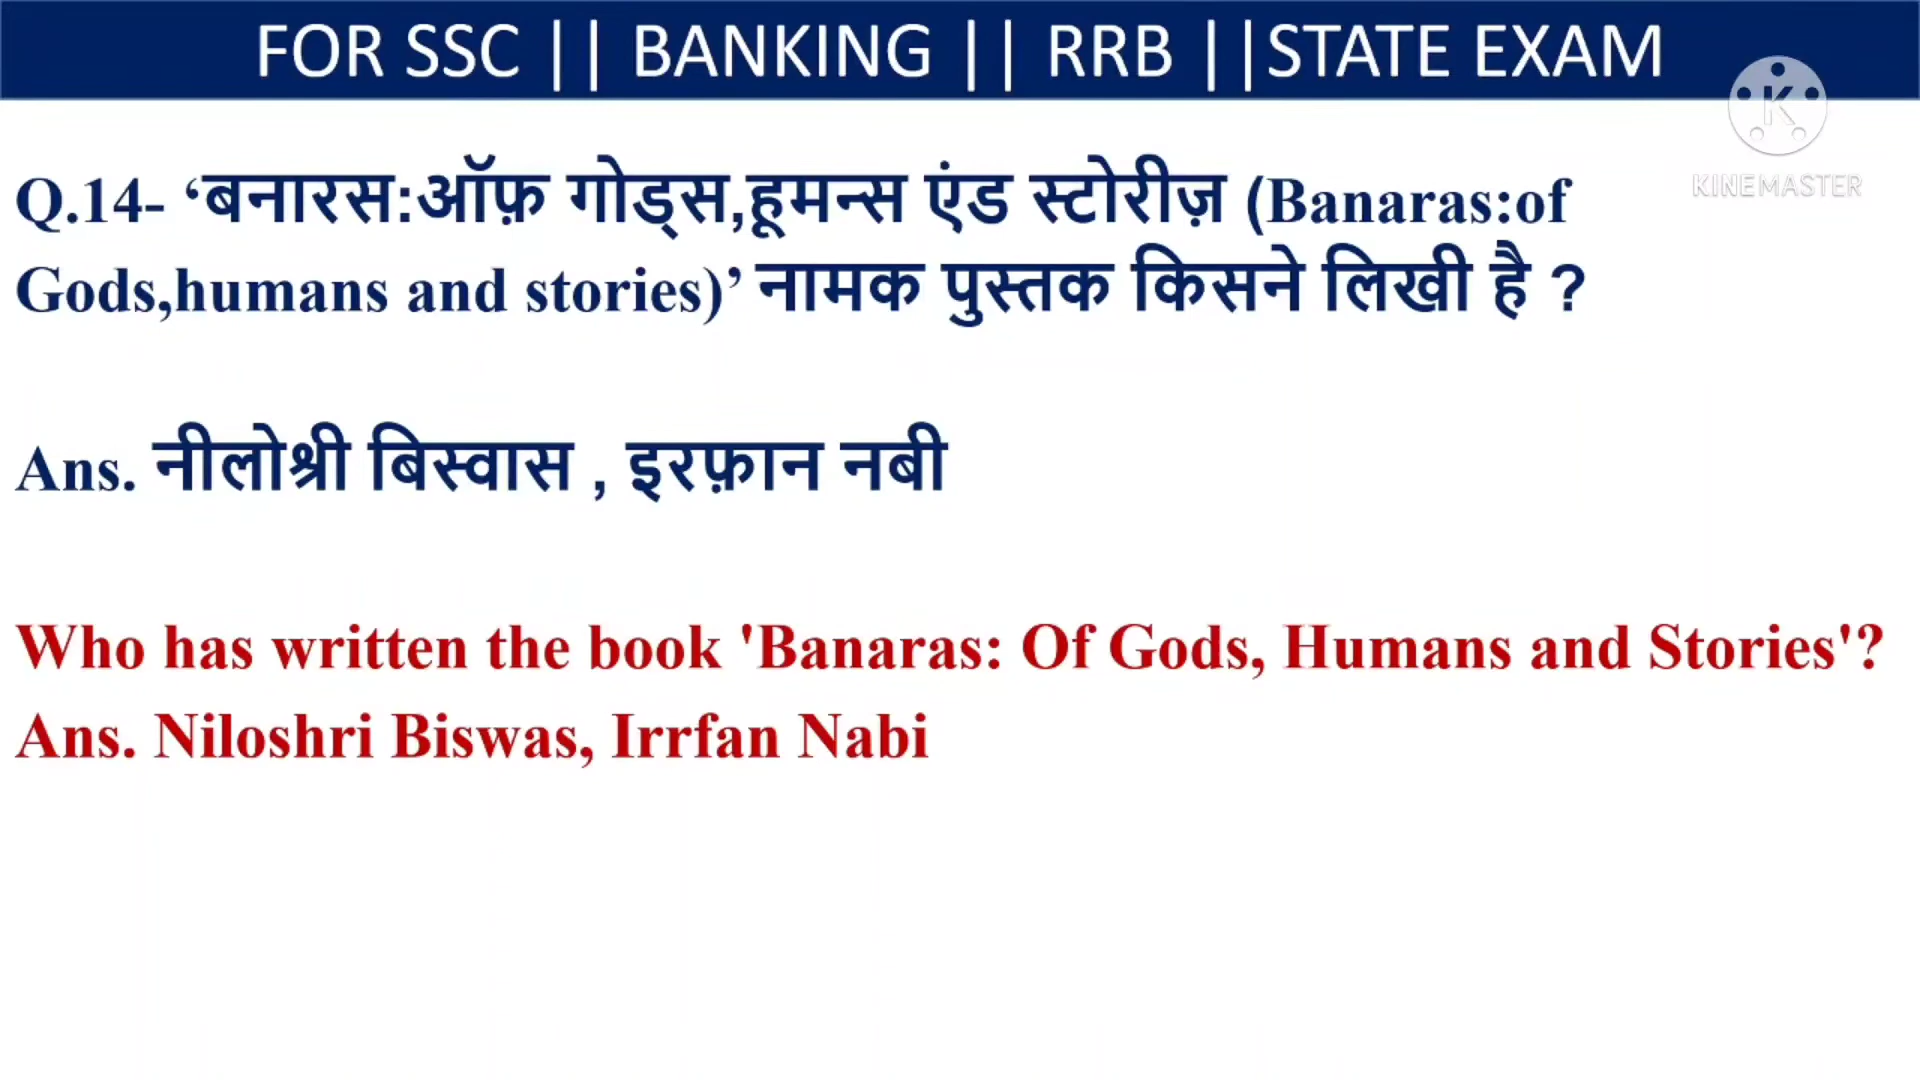 FOR SSC || BANKING || RRB ||STATE EXAM
K
KINEMASTER
Q.14- ‘बनारस:ऑफ़ गोड्स,हूमन्स एंड स्टोरीज़ (Banaras:of
Gods,humans and stories)’ नामक पुस्तक किसने लिखी है ?
Ans. नीलोश्री बिस्वास , इरफ़ान नबी
Who has written the book 'Banaras: Of Gods, Humans and Stories'?
Ans. Niloshri Biswas, Irrfan Nabi